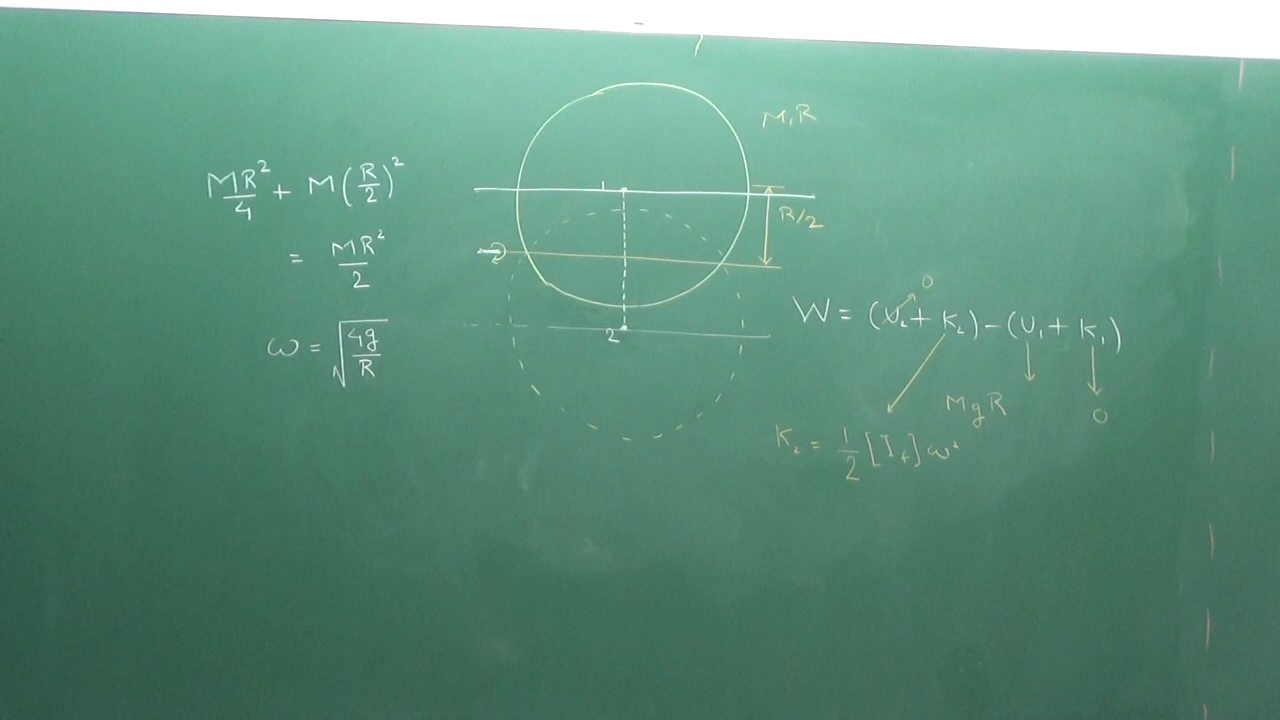 MR²/4 + M(R/2)²
= MR²/2
ω = √(4g/R)
1
M, R
R/2
2
0
W = (U₂ + K₂) - (U₁ + K₁)
MgR
0
K₂ = 1/2 [I_f] ω²